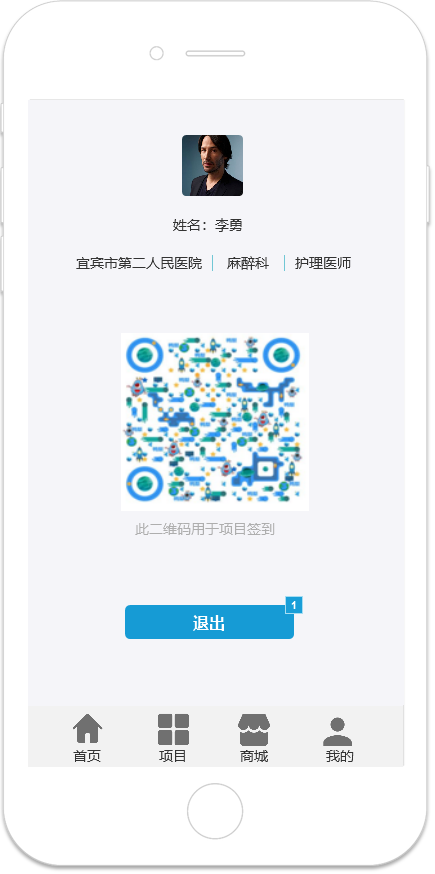 姓名：李勇
宜宾市第二人民医院 麻醉科 护理医师
此二维码用于项目签到
1
退出
首页 项目 商城 我的